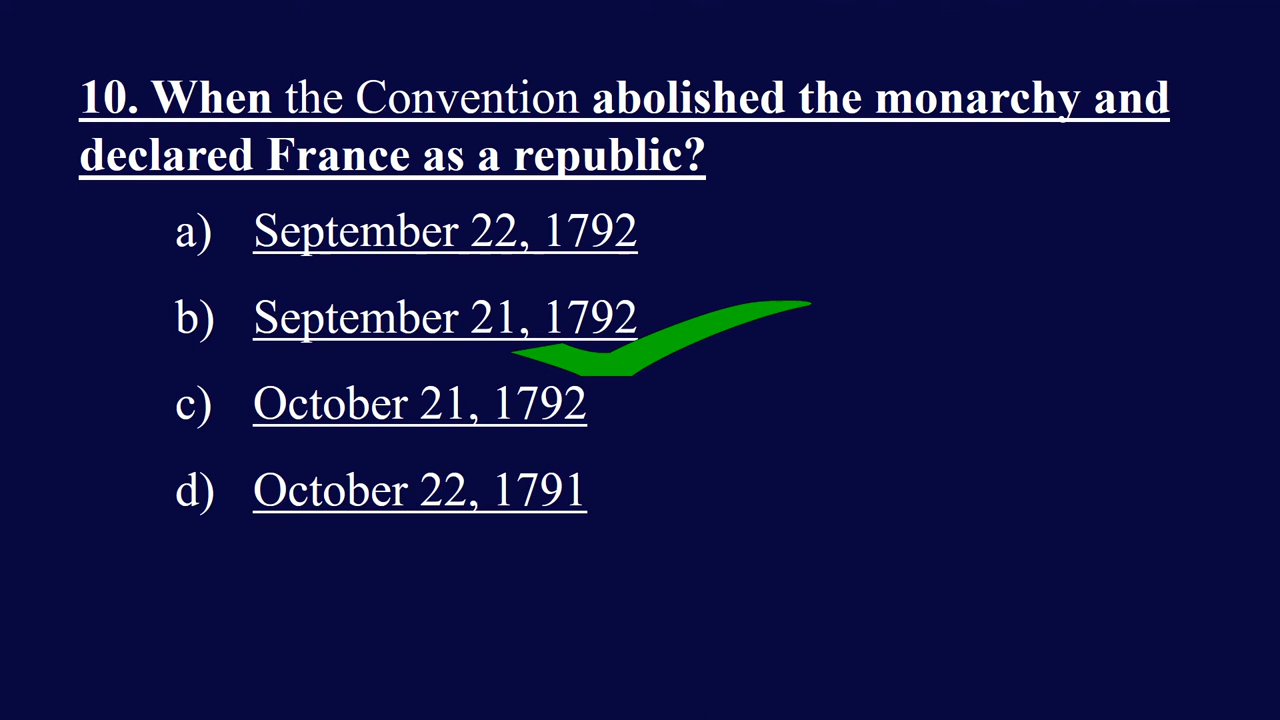 10. When the Convention abolished the monarchy and
declared France as a republic?
a) September 22, 1792
b) September 21, 1792
c) October 21, 1792
d) October 22, 1791